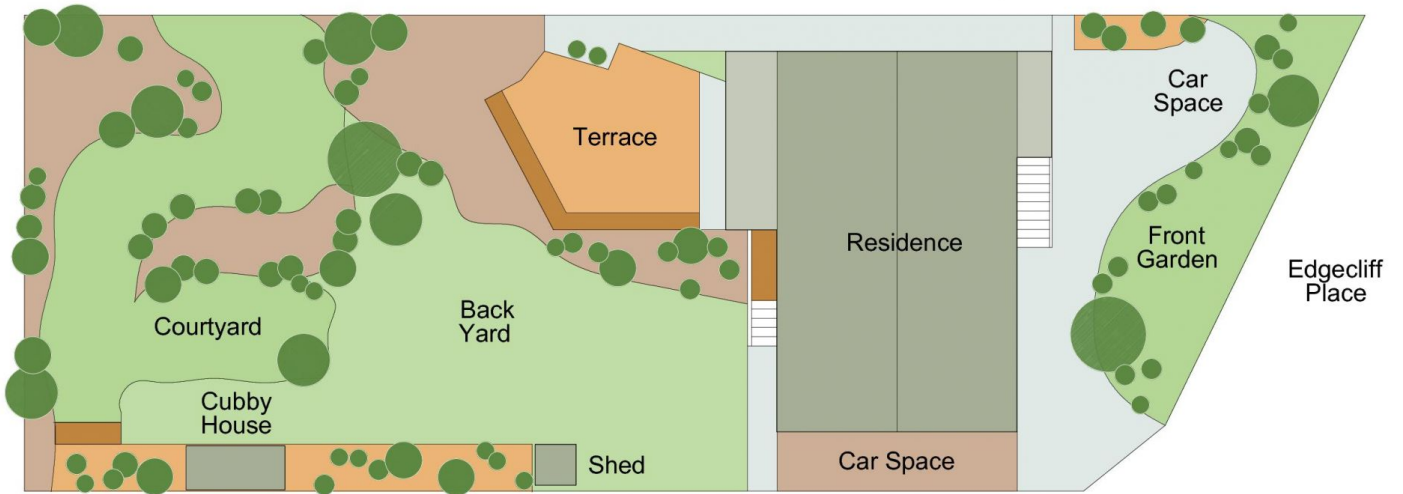 Car
Space
Terrace
Residence
Front
Garden
Edgecliff
Place
Back
Yard
Courtyard
Cubby
House
Shed
Car Space